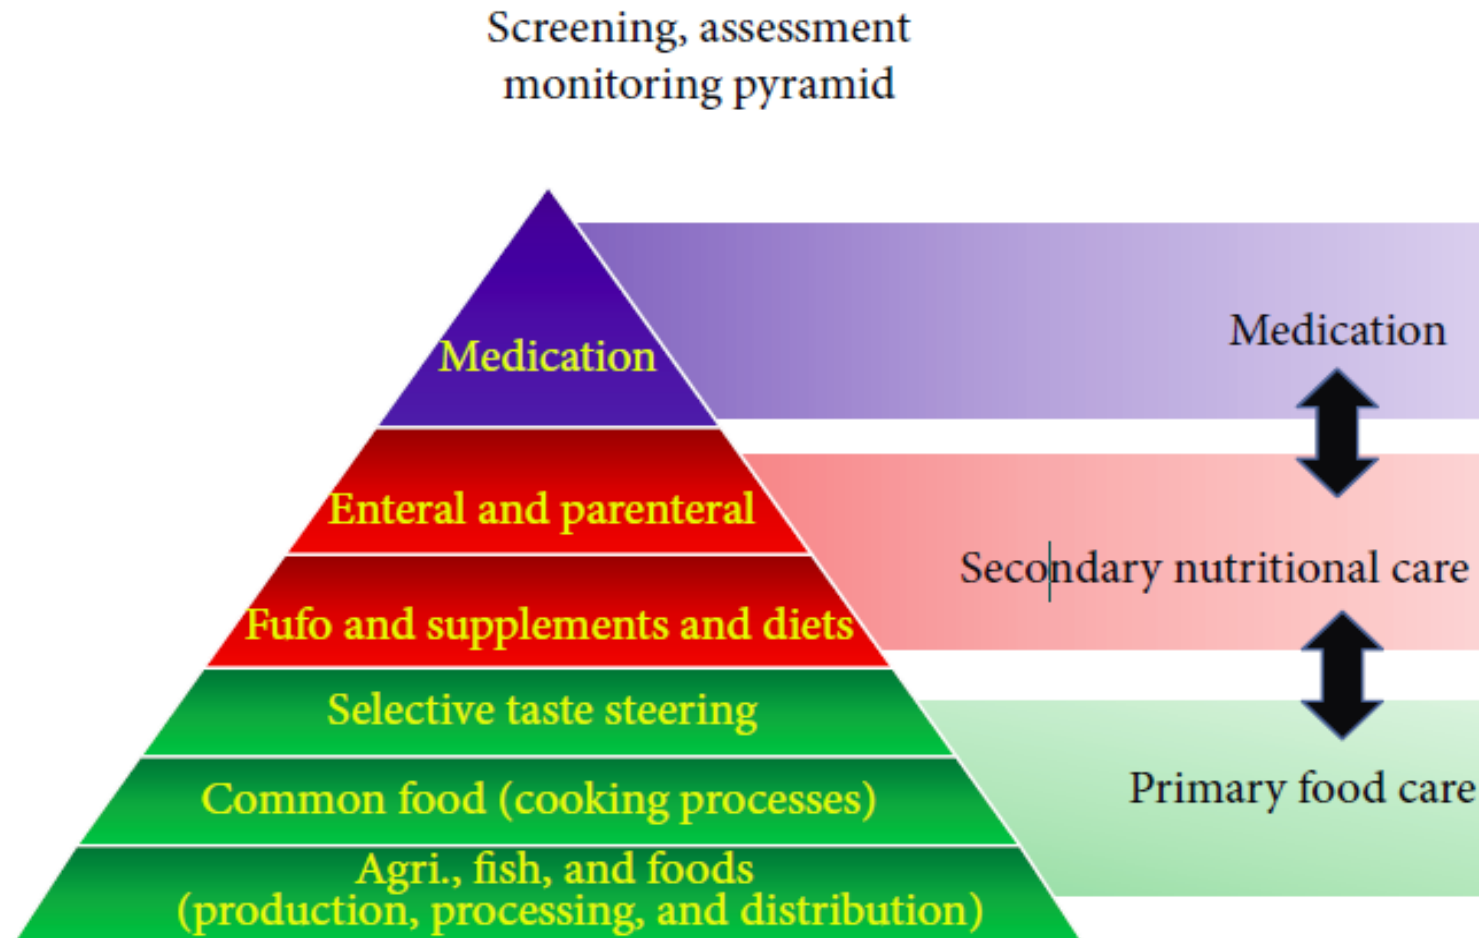 Screening, assessment
monitoring pyramid
Medication
Medication
Enteral and parenteral
Secondary nutritional care
Fufo and supplements and diets
Selective taste steering
Common food (cooking processes)
Primary food care
Agri., fish, and foods
(production, processing, and distribution)